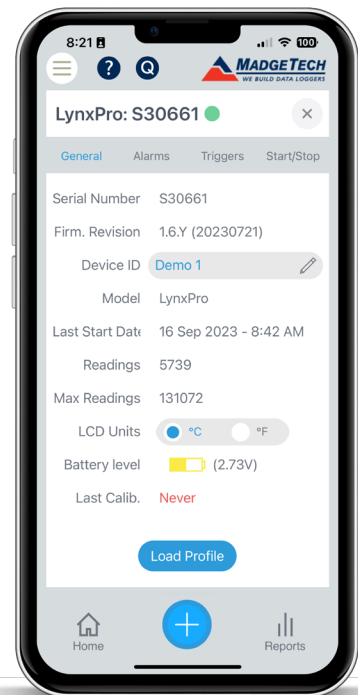 8:21
100
?
Q
MADGETECH
WE BUILD DATA LOGGERS
LynxPro: S30661
×
General Alarms Triggers Start/Stop
Serial Number S30661
Firm. Revision 1.6.Y (20230721)
Device ID Demo 1
Model LynxPro
Last Start Date 16 Sep 2023 - 8:42 AM
Readings 5739
Max Readings 131072
LCD Units °C °F
Battery level (2.73V)
Last Calib. Never
Load Profile
+
Home Reports